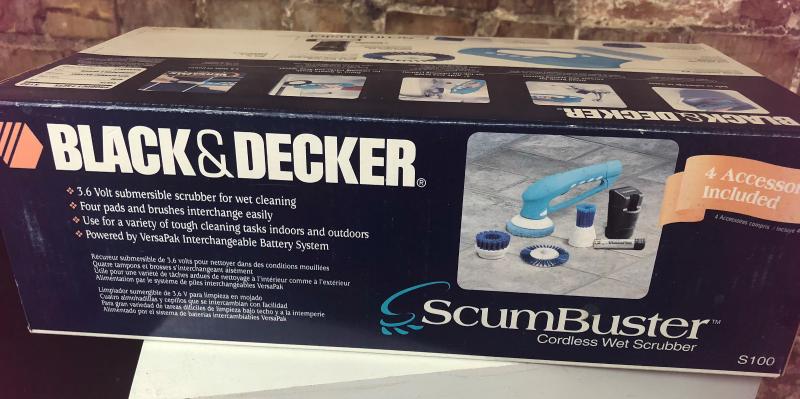 BLACK&DECKER®
❖ 3.6 Volt submersible scrubber for wet cleaning
❖ Four pads and brushes interchange easily
❖ Use for a variety of tough cleaning tasks indoors and outdoors
❖ Powered by VersaPak Interchangeable Battery System
Récureur submersible de 3,6 volts pour nettoyer dans des conditions mouillées
Quatre tampons et brosses s'interchangent aisément
Utile pour une variété de tâches ardues de nettoyage à l'intérieur comme à l'extérieur
Alimentation par le système de piles interchangeables VersaPak
Limpiador sumergible de 3,6 V para limpieza en mojado
Cuatro almohadillas y cepillos que se intercambian con facilidad
Para gran variedad de tareas difíciles de limpieza bajo techo y a la intemperie
Alimentado por el sistema de baterías intercambiables VersaPak
4 Accessor
Included
4 Accessoires compris
ScumBuster™
Cordless Wet Scrubber
S100
BLACK&DECKER